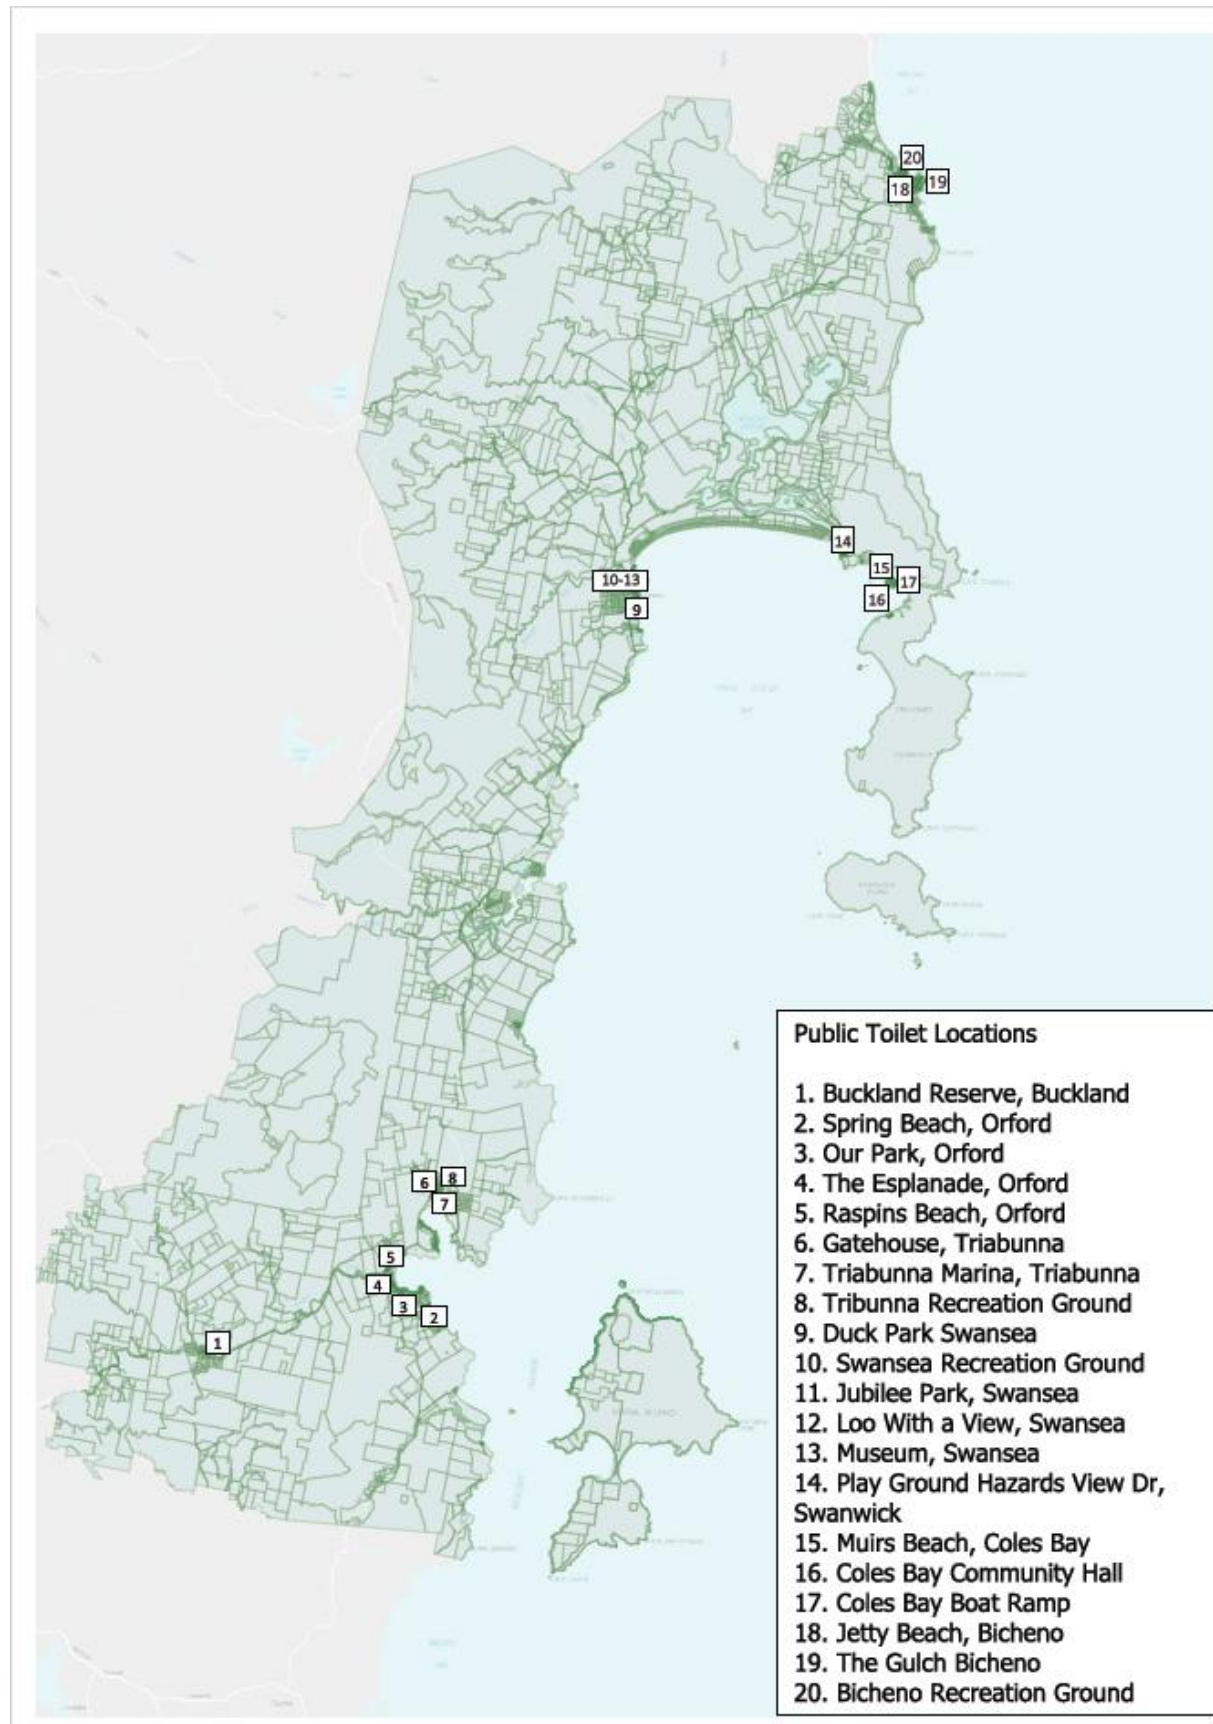 20
19
18
14
15
17
10-13
16
9
8
6
7
5
4
3
2
1
Public Toilet Locations
1. Buckland Reserve, Buckland
2. Spring Beach, Orford
3. Our Park, Orford
4. The Esplanade, Orford
5. Raspins Beach, Orford
6. Gatehouse, Triabunna
7. Triabunna Marina, Triabunna
8. Tribunna Recreation Ground
9. Duck Park Swansea
10. Swansea Recreation Ground
11. Jubilee Park, Swansea
12. Loo With a View, Swansea
13. Museum, Swansea
14. Play Ground Hazards View Dr,
Swanwick
15. Muirs Beach, Coles Bay
16. Coles Bay Community Hall
17. Coles Bay Boat Ramp
18. Jetty Beach, Bicheno
19. The Gulch Bicheno
20. Bicheno Recreation Ground